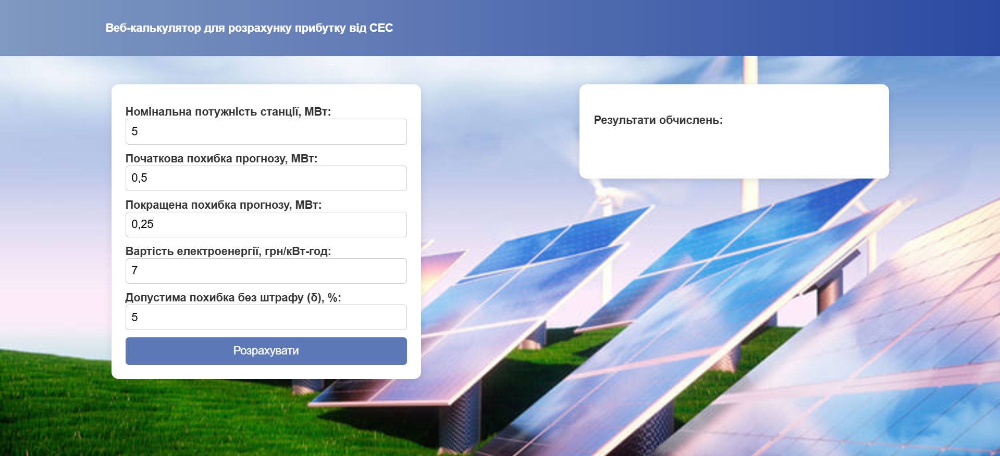 Веб-калькулятор для розрахунку прибутку від СЕС
Номінальна потужність станції, МВт:
5
Початкова похибка прогнозу, МВт:
0,5
Покращена похибка прогнозу, МВт:
0,25
Вартість електроенергії, грн/кВт-год:
7
Допустима похибка без штрафу (δ), %:
5
Розрахувати
Результати обчислень: